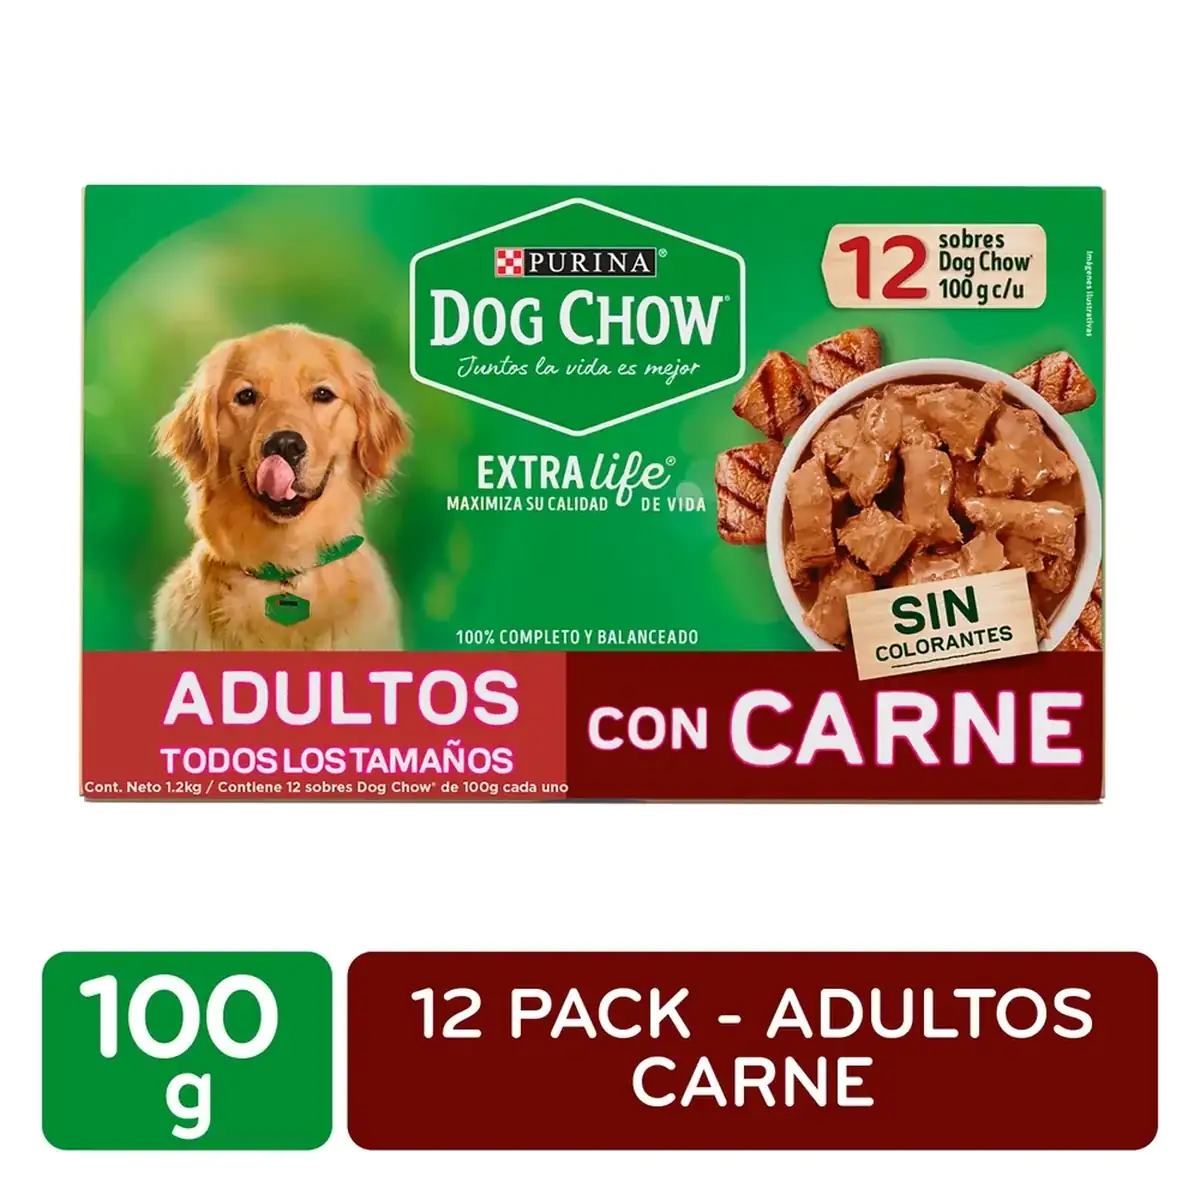 PURINA®
DOG CHOW®
Juntos la vida es mejor
12 sobres
Dog Chow®
100 g c/u
Imágenes ilustrativas
EXTRA life®
MAXIMIZA SU CALIDAD DE VIDA
SIN
COLORANTES
100% COMPLETO Y BALANCEADO
ADULTOS
TODOS LOS TAMAÑOS
CON CARNE
Cont. Neto 1.2kg / Contiene 12 sobres Dog Chow® de 100g cada uno
100
g
12 PACK - ADULTOS
CARNE